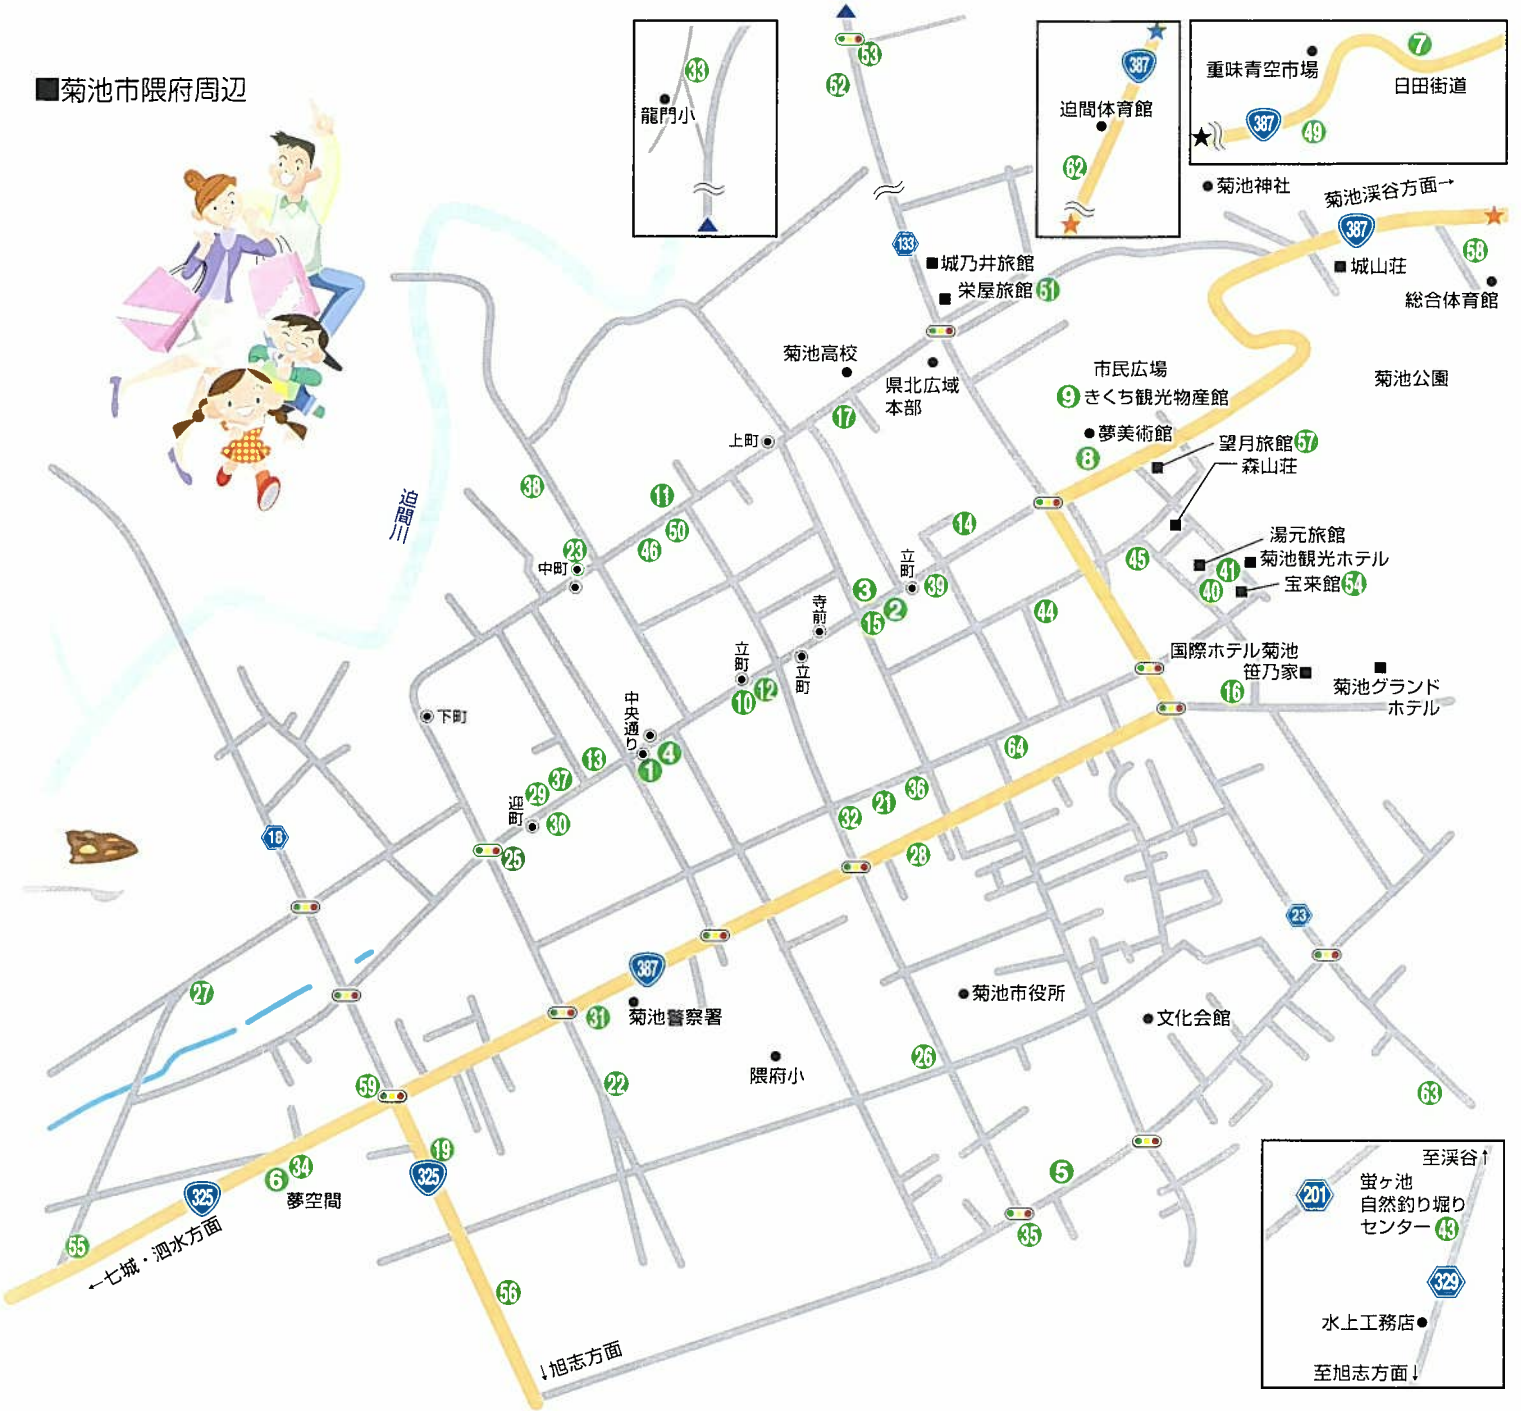 ■菊池市隈府周辺
33
龍門小
53
52
387
迫間体育館
62
7
重味青空市場
日田街道
387
49
菊池神社
菊池渓谷方面→
387
58
城山荘
総合体育館
133
城乃井旅館
栄屋旅館 51
菊池高校
県北広域
本部
17
市民広場
9 きくち観光物産館
菊池公園
夢美術館
8
望月旅館 57
森山荘
上町
38
11
50
46
23
中町
迫間川
14
立町
39
3
2
15
寺前
立町
立町
10
12
45
44
湯元旅館
菊池観光ホテル
41
40
宝来館 54
国際ホテル菊池
笹乃家
16
菊池グランド
ホテル
下町
中央通り
4
1
13
37
29
迎町
30
25
64
36
21
32
28
18
23
27
387
菊池警察署
31
菊池市役所
文化会館
隈府小
26
22
59
19
325
63
5
35
6
34
夢空間
325
55
←七城・泗水方面
56
↓旭志方面
至渓谷↑
201
蛍ヶ池
自然釣り堀り
センター 43
329
水上工務店
至旭志方面↓